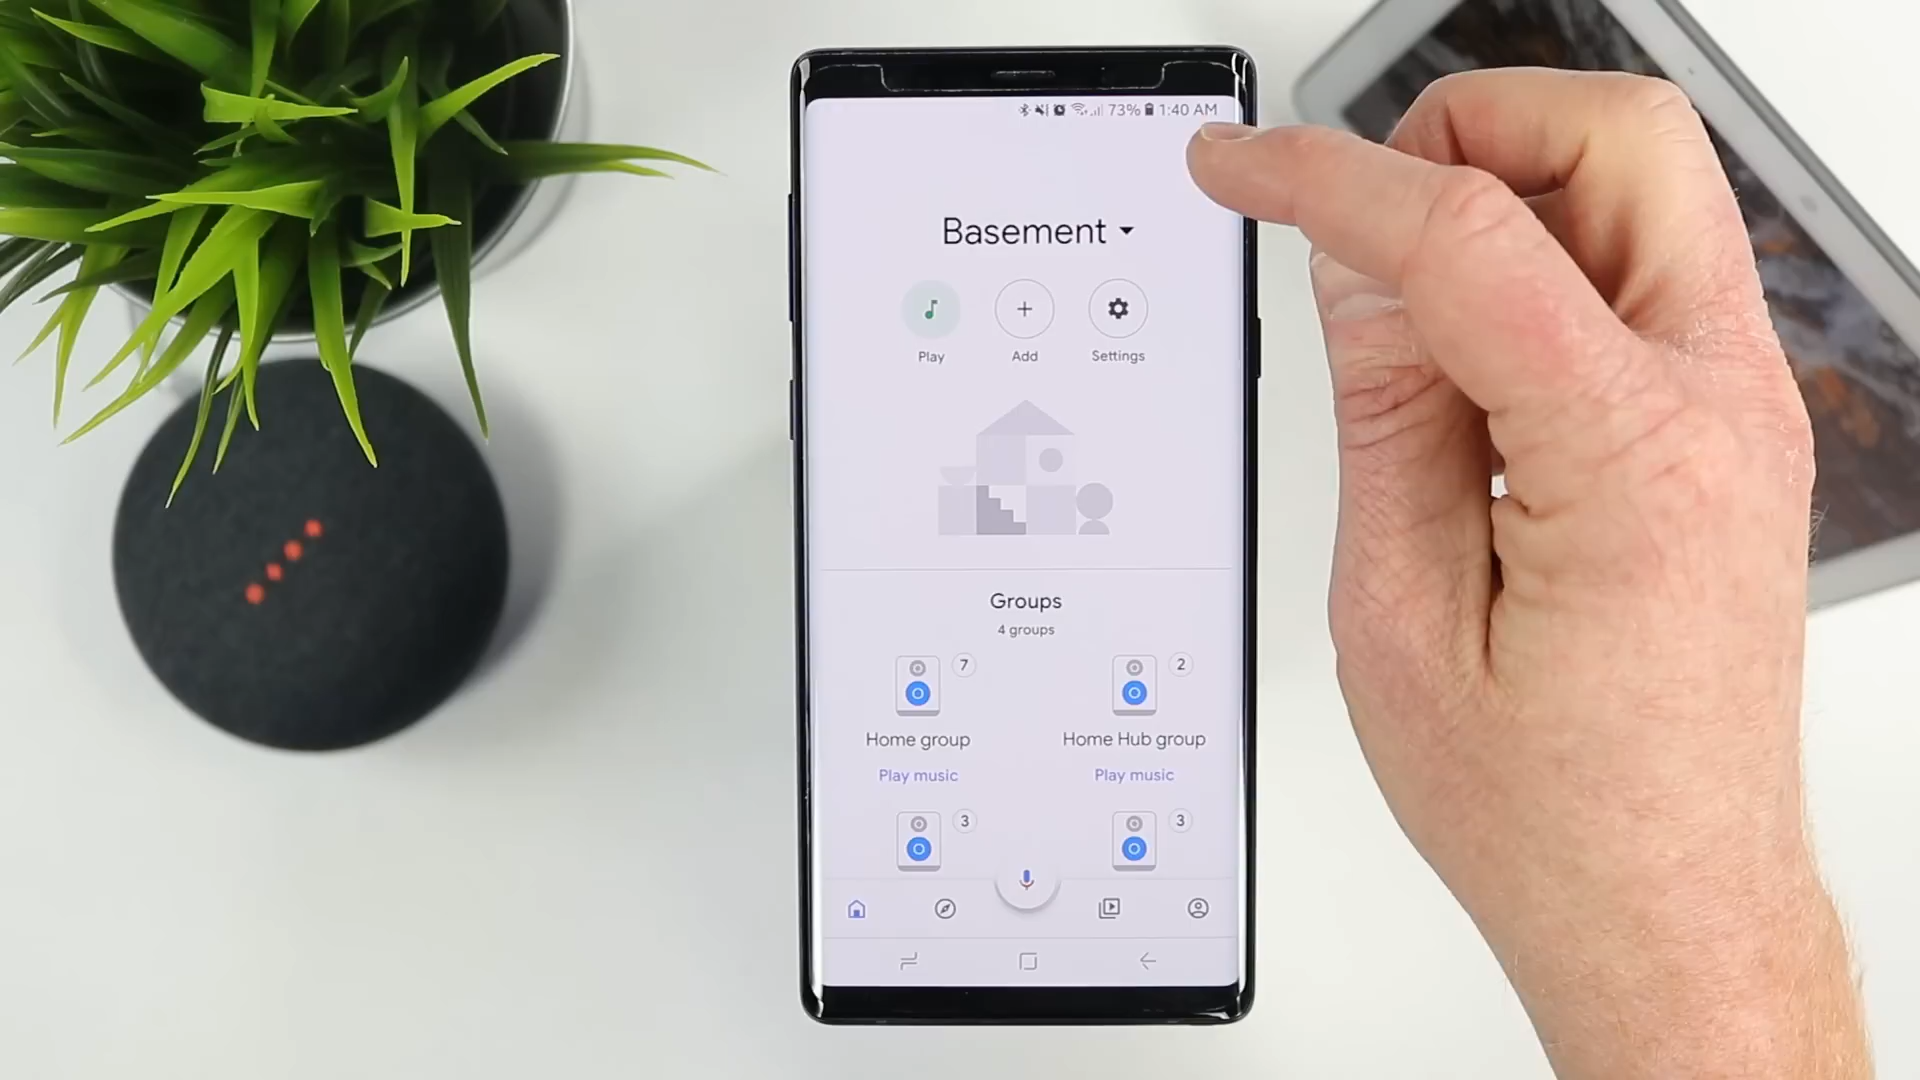 73% 1:40 AM
Basement
Play Add Settings
Groups
4 groups
7 2
Home group Home Hub group
Play music Play music
3 3